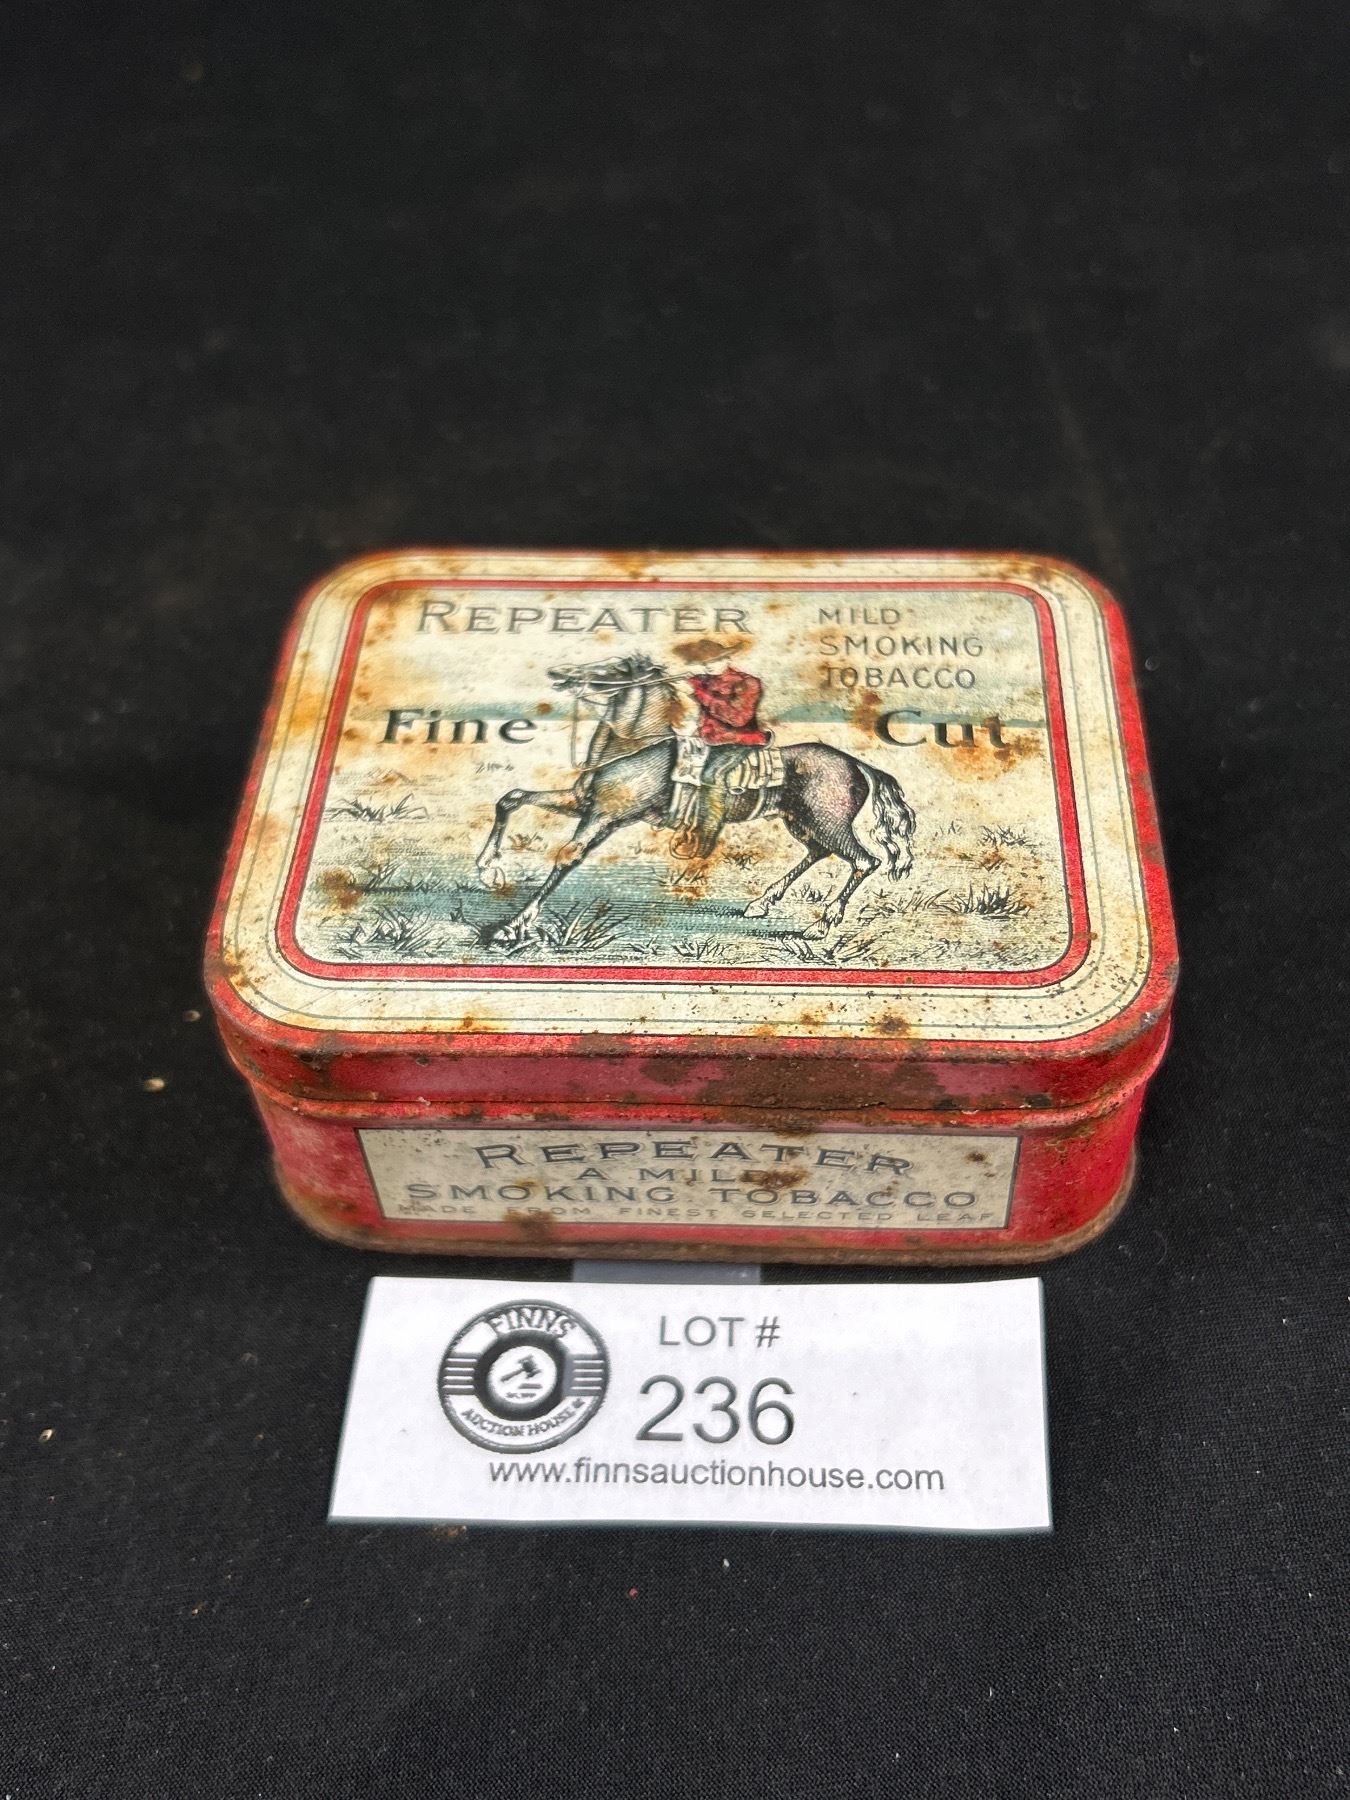 REPEATER
MILD
SMOKING
TOBACCO
Fine Cut
REPEATER
A MILD
SMOKING TOBACCO
MADE FROM FINEST SELECTED LEAF
FINNS
AUCTION HOUSE
LOT #
236
www.finnsauctionhouse.com